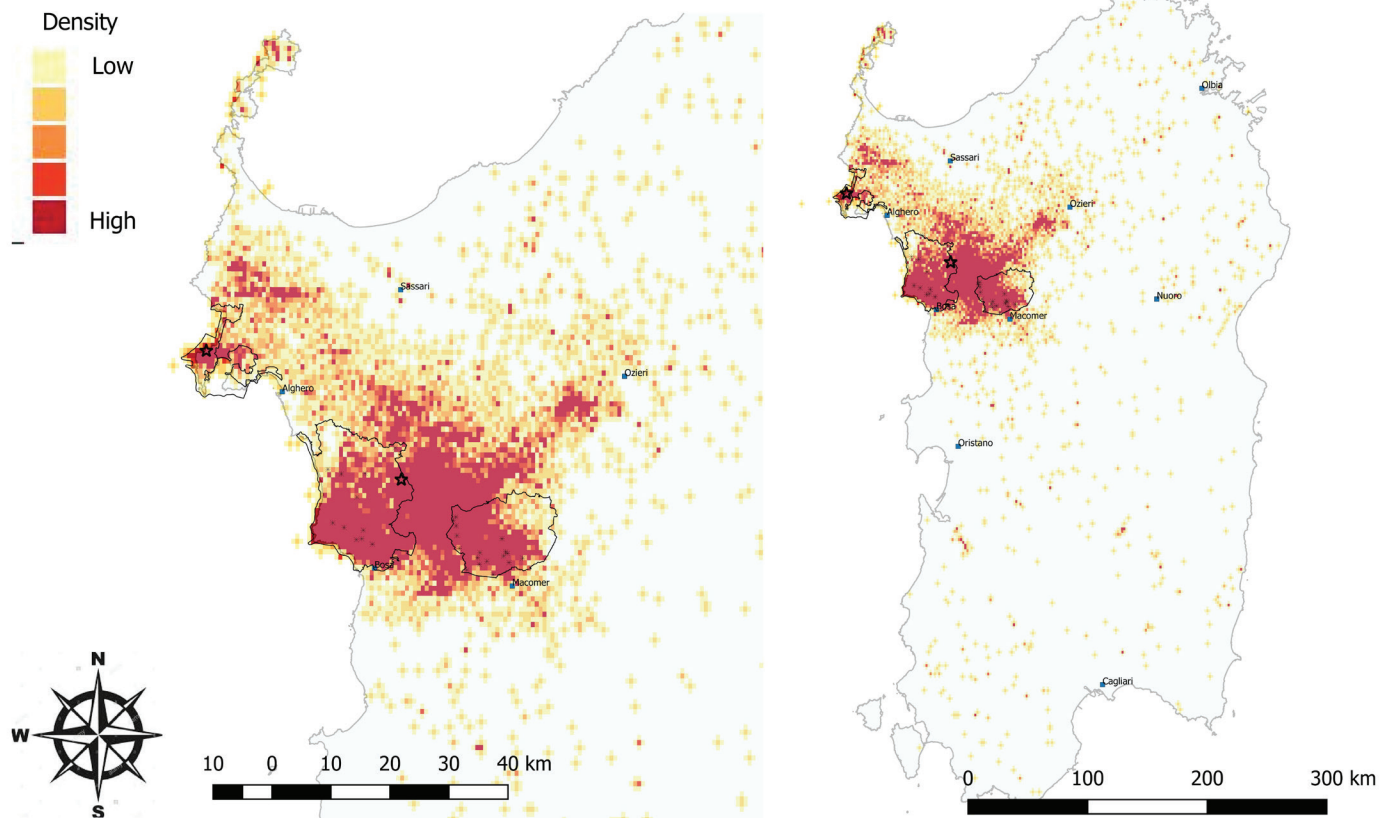 Density
Low
High
Sassari
Ozieri
Alghero
Bosa
Macomer
N
W
S
10 0 10 20 30 40 km
Olbia
Sassari
Ozieri
Alghero
Nuoro
Bosa
Macomer
Oristano
Cagliari
0 100 200 300 km